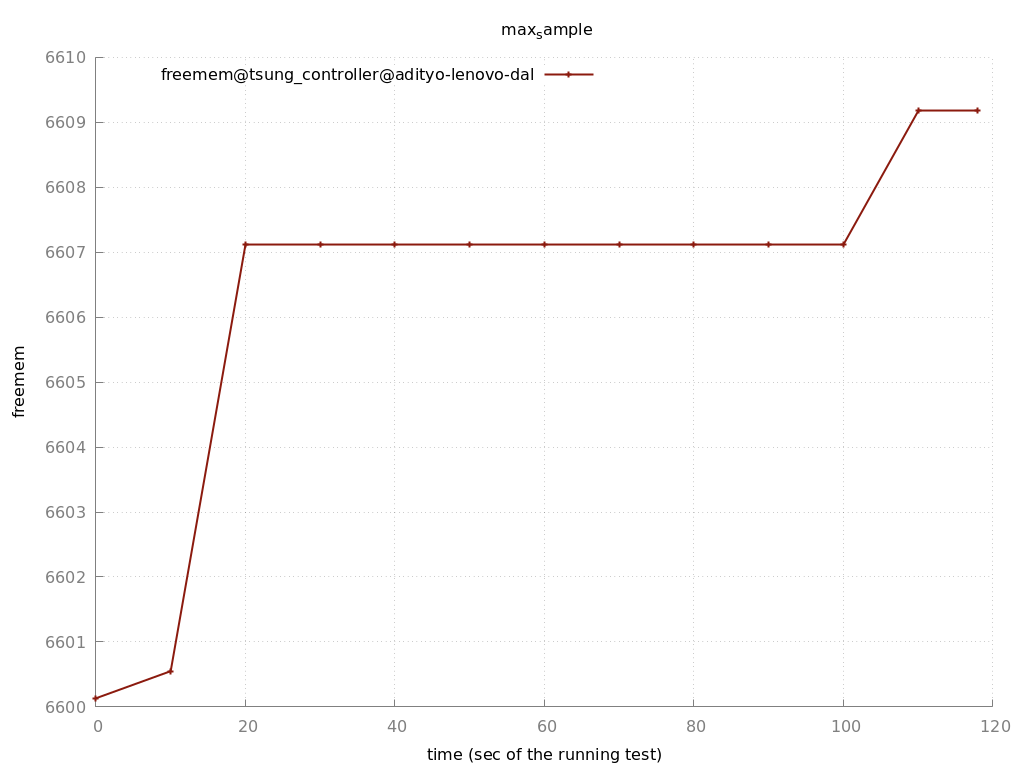 max_sample
freemem@tsung_controller@adityo-lenovo-dal
6610
6609
6608
6607
6606
6605
6604
6603
6602
6601
6600
freemem
0 20 40 60 80 100 120
time (sec of the running test)